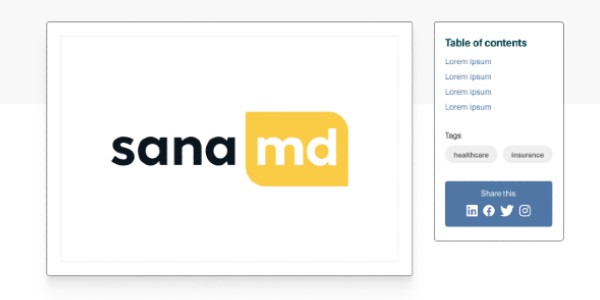 sana md
Table of contents
Lorem ipsum
Lorem ipsum
Lorem ipsum
Lorem ipsum
Tags
healthcare insurance
Share this